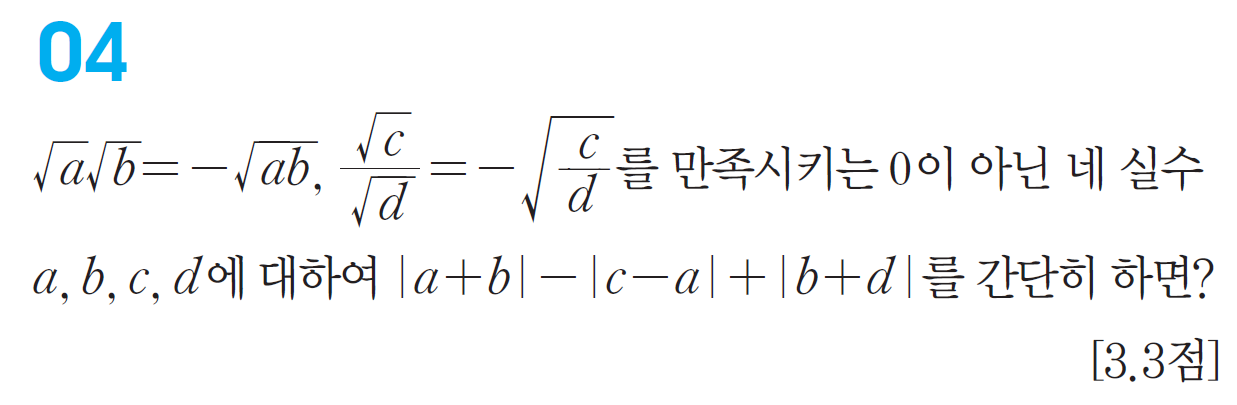 04
√a√b=−√ab, √c/√d=−√(c/d)를 만족시키는 0이 아닌 네 실수
a, b, c, d에 대하여 |a+b|−|c−a|+|b+d|를 간단히 하면?
[3.3점]